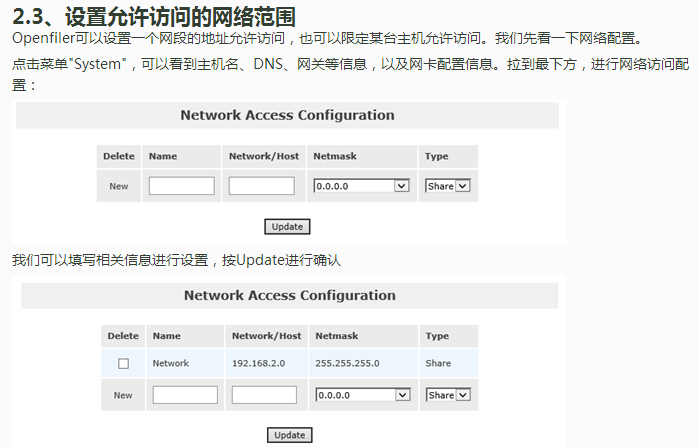 2.3、设置允许访问的网络范围
Openfiler可以设置一个网段的地址允许访问，也可以限定某台主机允许访问。我们先看一下网络配置。
点击菜单"System"，可以看到主机名、DNS、网关等信息，以及网卡配置信息。拉到最下方，进行网络访问配
置：
Network Access Configuration
Delete Name Network/Host Netmask Type
New 0.0.0.0 Share
Update
我们可以填写相关信息进行设置，按Update进行确认
Network Access Configuration
Delete Name Network/Host Netmask Type
Network 192.168.2.0 255.255.255.0 Share
New 0.0.0.0 Share
Update